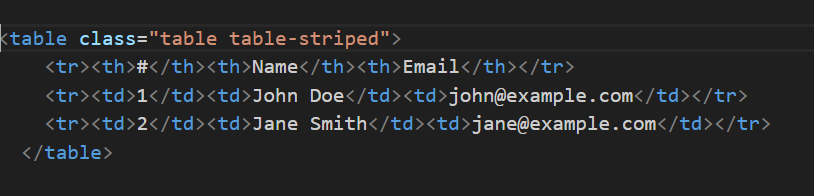 <table class="table table-striped">
<tr><th>#</th><th>Name</th><th>Email</th></tr>
<tr><td>1</td><td>John Doe</td><td>john@example.com</td></tr>
<tr><td>2</td><td>Jane Smith</td><td>jane@example.com</td></tr>
</table>